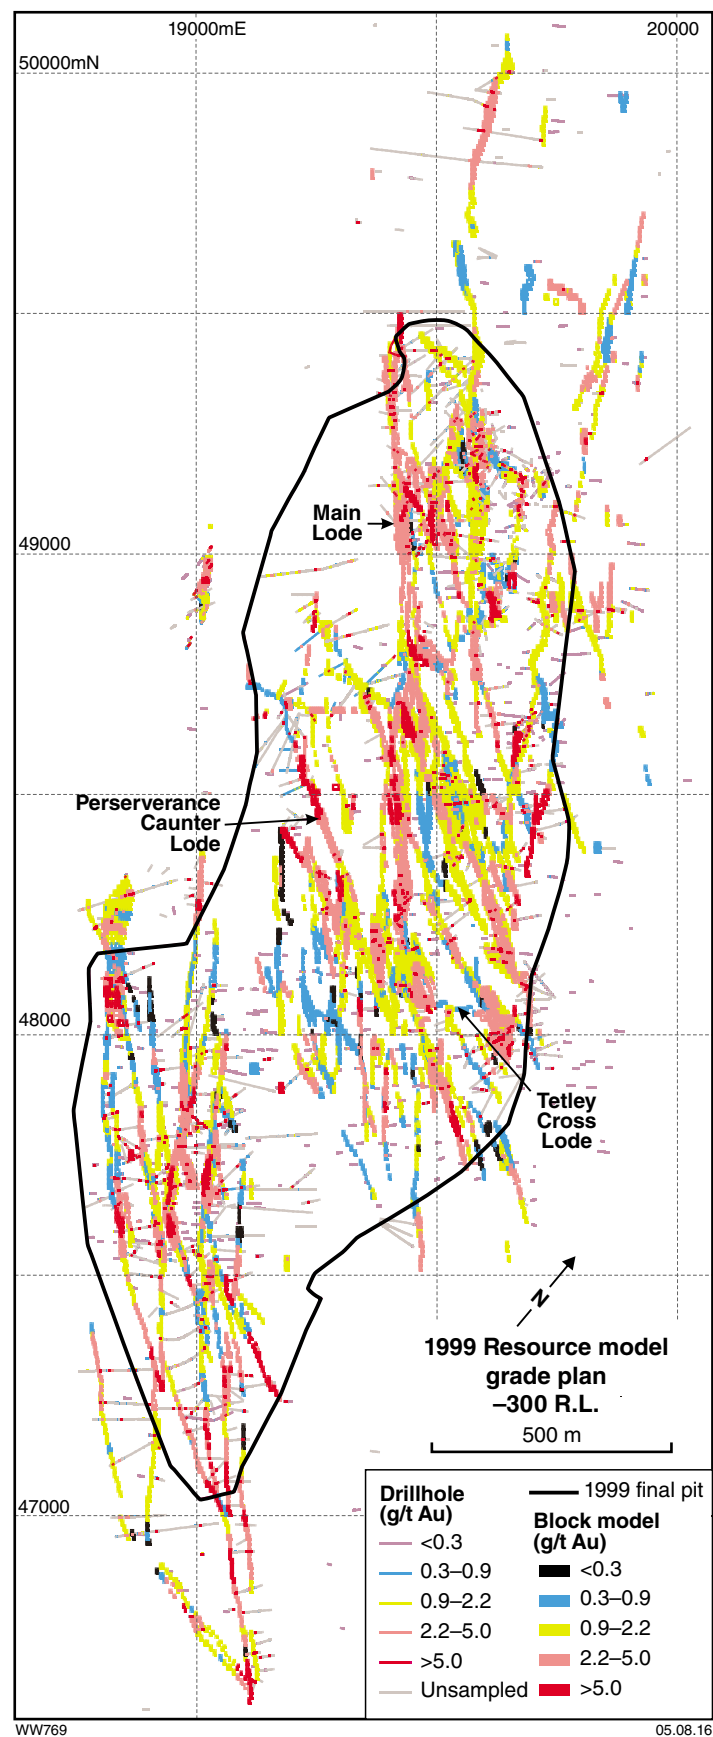 19000mE 20000
50000mN
Main
Lode
49000
Perserverance
Caunter
Lode
48000
Tetley
Cross
Lode
N
1999 Resource model
grade plan
–300 R.L.
500 m
47000
Drillhole
(g/t Au)
<0.3
0.3–0.9
0.9–2.2
2.2–5.0
>5.0
Unsampled
1999 final pit
Block model
(g/t Au)
<0.3
0.3–0.9
0.9–2.2
2.2–5.0
>5.0
WW769 05.08.16